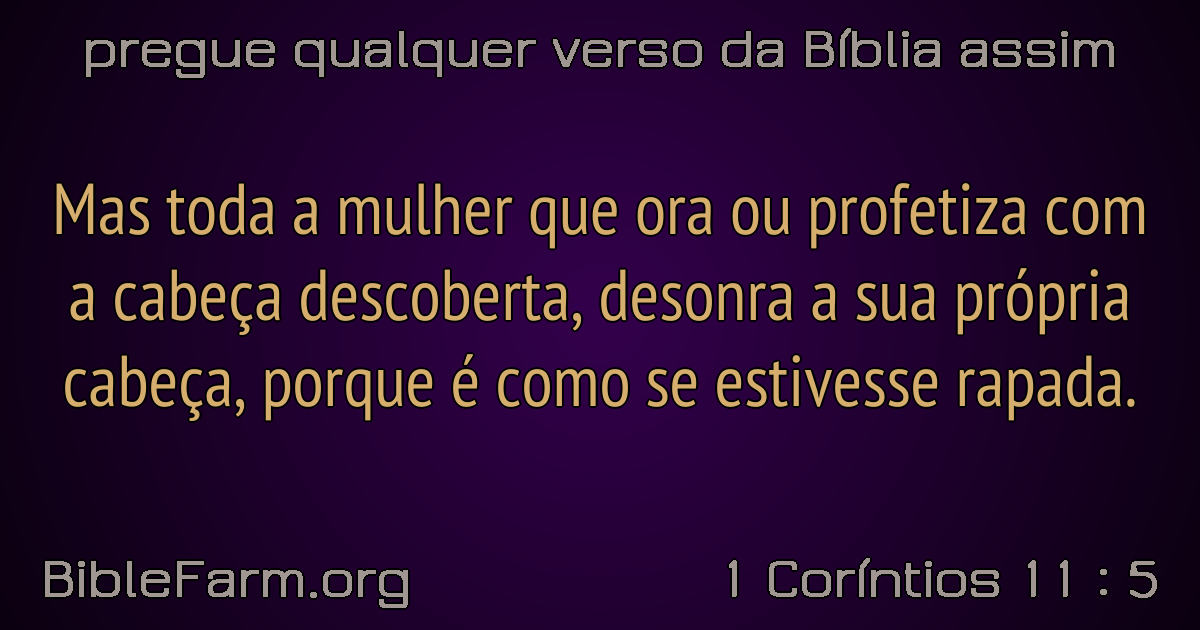 pregue qualquer verso da Bíblia assim
Mas toda a mulher que ora ou profetiza com
a cabeça descoberta, desonra a sua própria
cabeça, porque é como se estivesse rapada.
BibleFarm.org
1 Coríntios 11 : 5